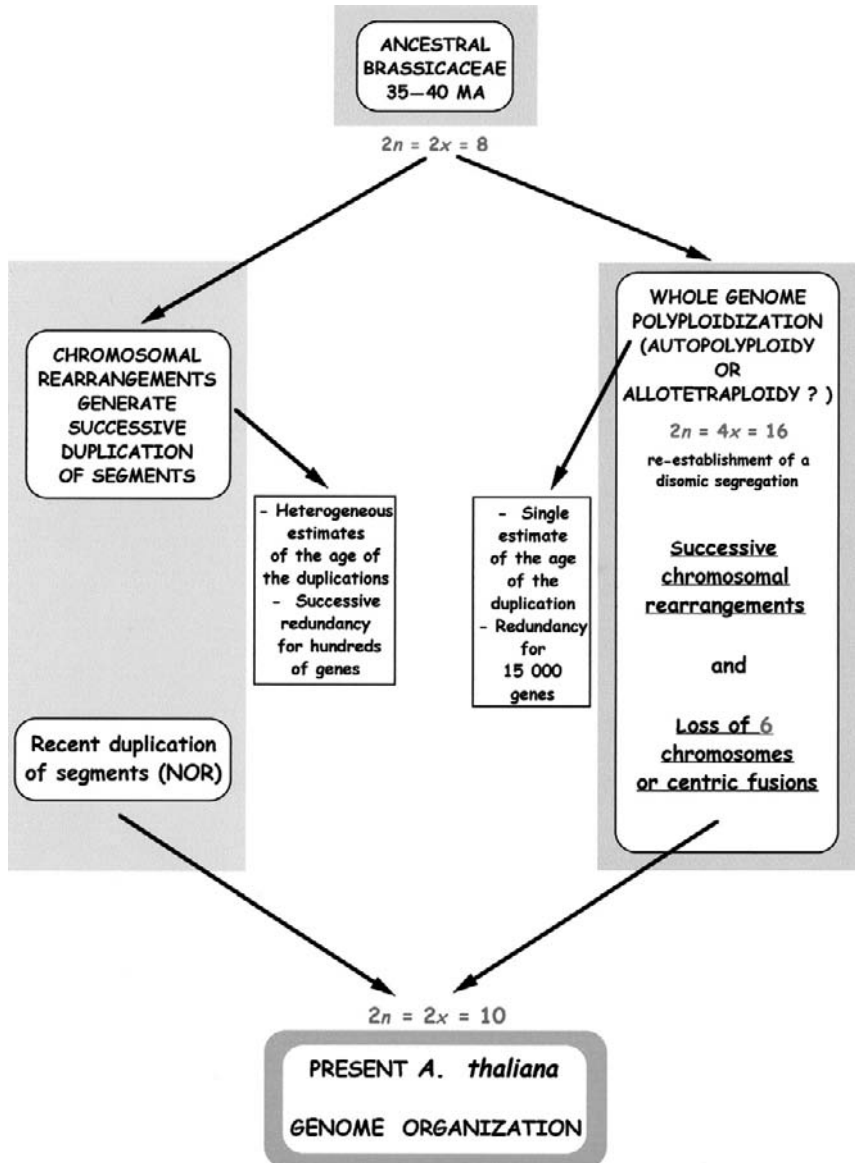 ANCESTRAL
BRASSICACEAE
35–40 MA
2n = 2x = 8
CHROMOSOMAL
REARRANGEMENTS
GENERATE
SUCCESSIVE
DUPLICATION
OF SEGMENTS
- Heterogeneous
estimates
of the age of
the duplications
- Successive
redundancy
for hundreds
of genes
Recent duplication
of segments (NOR)
WHOLE GENOME
POLYPLOIDIZATION
(AUTOPOLYPLOIDY
OR
ALLOTETRAPLOIDY ? )
2n = 4x = 16
re-establishment of a
disomic segregation
Successive
chromosomal
rearrangements
and
Loss of 6
chromosomes
or centric fusions
- Single
estimate
of the age
of the
duplication
- Redundancy
for
15 000
genes
2n = 2x = 10
PRESENT A. thaliana
GENOME ORGANIZATION